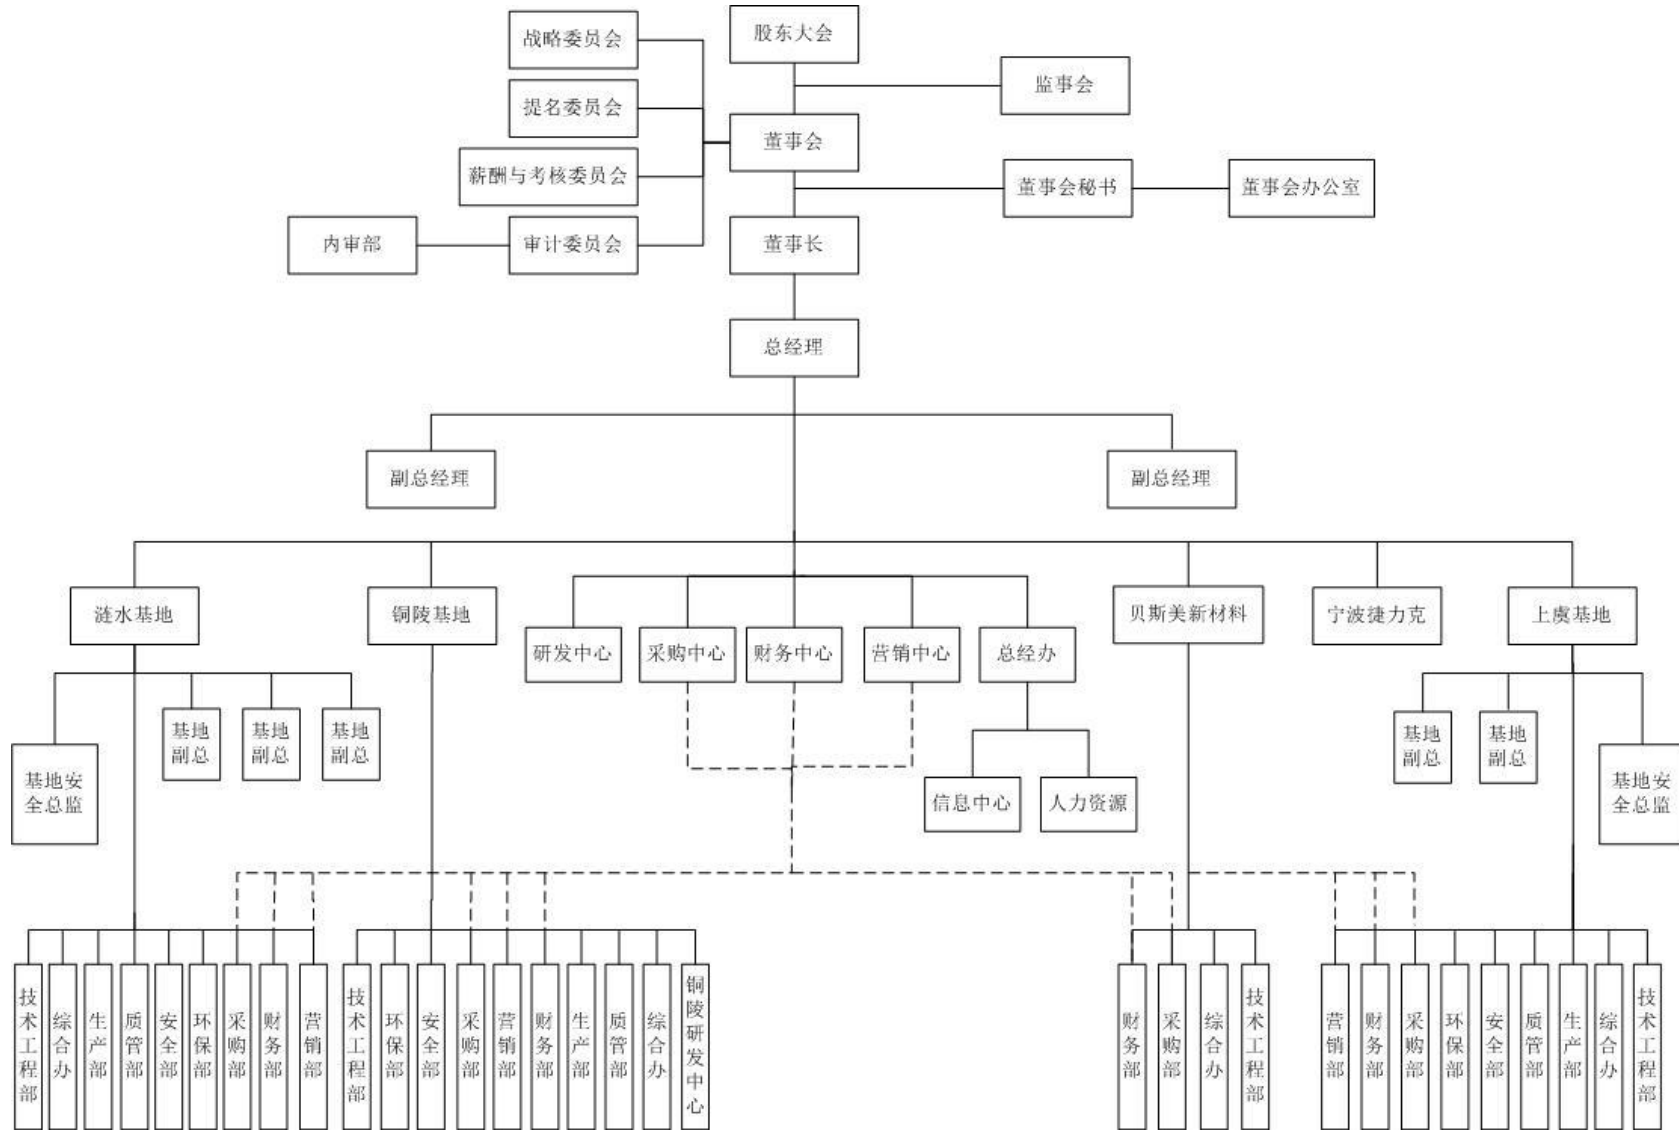 股东大会
战略委员会
监事会
提名委员会
董事会
薪酬与考核委员会
董事会秘书
董事会办公室
内审部
审计委员会
董事长
总经理
副总经理
副总经理
涟水基地
铜陵基地
贝斯美新材料
宁波捷力克
上虞基地
研发中心
采购中心
财务中心
营销中心
总经办
基地
副总
基地
副总
基地
副总
基地
副总
基地
副总
基地安
全总监
信息中心
人力资源
基地安
全总监
技术工程部
综合办
生产部
质管部
安全部
环保部
采购部
财务部
营销部
技术工程部
环保部
安全部
采购部
营销部
财务部
生产部
质管部
综合办
铜陵研发中心
财务部
采购部
综合办
技术工程部
营销部
财务部
采购部
环保部
安全部
质管部
生产部
综合办
技术工程部